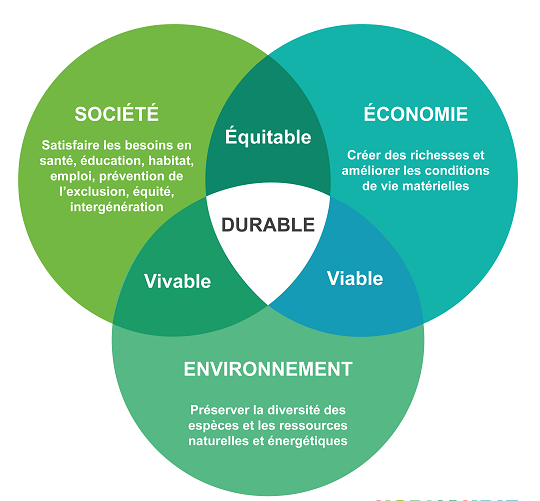 SOCIÉTÉ
Satisfaire les besoins en
santé, éducation, habitat,
emploi, prévention de
l'exclusion, équité,
intergénération
ÉCONOMIE
Créer des richesses et
améliorer les conditions
de vie matérielles
Équitable
DURABLE
Vivable
Viable
ENVIRONNEMENT
Préserver la diversité des
espèces et les ressources
naturelles et énergétiques